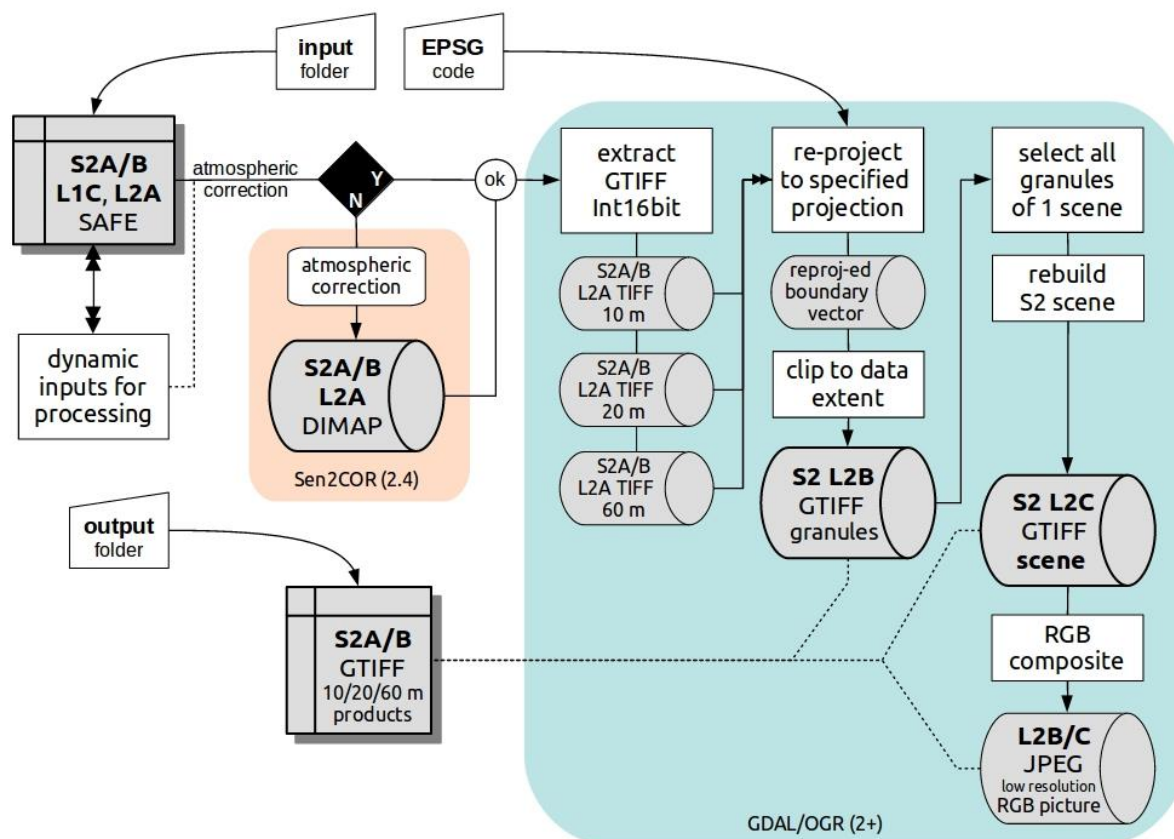 input
folder
EPSG
code
S2A/B
L1C, L2A
SAFE
atmospheric
correction
Y
N
ok
dynamic
inputs for
processing
atmospheric
correction
S2A/B
L2A
DIMAP
Sen2COR (2.4)
extract
GTIFF
Int16bit
S2A/B
L2A TIFF
10 m
S2A/B
L2A TIFF
20 m
S2A/B
L2A TIFF
60 m
re-project
to specified
projection
reproj-ed
boundary
vector
clip to data
extent
S2 L2B
GTIFF
granules
select all
granules
of 1 scene
rebuild
S2 scene
S2 L2C
GTIFF
scene
RGB
composite
L2B/C
JPEG
low resolution
RGB picture
output
folder
S2A/B
GTIFF
10/20/60 m
products
GDAL/OGR (2+)